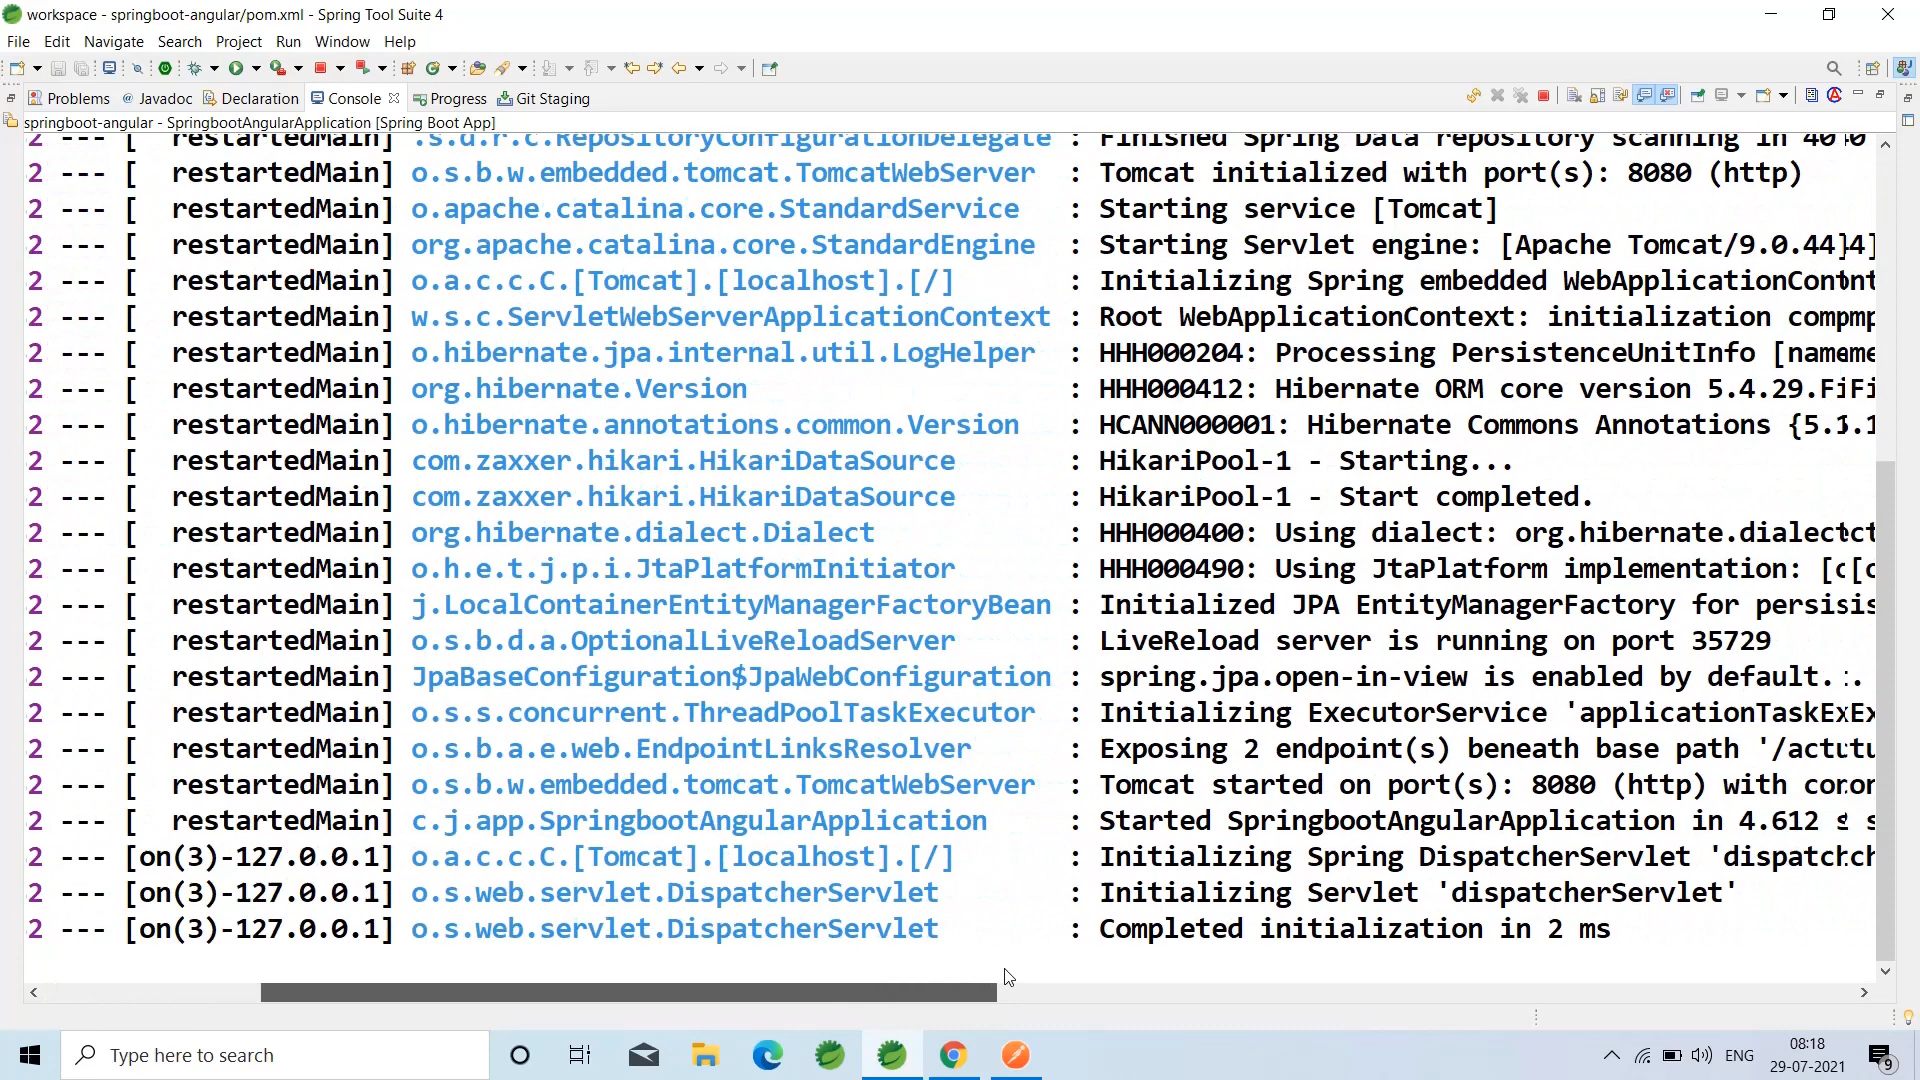 workspace - springboot-angular/pom.xml - Spring Tool Suite 4
File Edit Navigate Search Project Run Window Help
Problems @ Javadoc Declaration Console Progress Git Staging
springboot-angular - SpringbootAngularApplication [Spring Boot App]
2 --- [ restartedMain] .s.d.r.c.RepositoryConfigurationDelegate : Finished Spring Data repository scanning in 40
2 --- [ restartedMain] o.s.b.w.embedded.tomcat.TomcatWebServer : Tomcat initialized with port(s): 8080 (http)
2 --- [ restartedMain] o.apache.catalina.core.StandardService : Starting service [Tomcat]
2 --- [ restartedMain] org.apache.catalina.core.StandardEngine : Starting Servlet engine: [Apache Tomcat/9.0.44]
2 --- [ restartedMain] o.a.c.c.C.[Tomcat].[localhost].[/] : Initializing Spring embedded
2 --- [ restartedMain] w.s.c.ServletWebServerApplicationContext : Root WebApplicationContext: initialization
2 --- [ restartedMain] o.hibernate.jpa.internal.util.LogHelper : HHH000204: Processing PersistenceUnitInfo
2 --- [ restartedMain] org.hibernate.Version : HHH000412: Hibernate ORM core version
2 --- [ restartedMain] o.hibernate.annotations.common.Version : HCANN000001: Hibernate Commons Annotations
2 --- [ restartedMain] com.zaxxer.hikari.HikariDataSource : HikariPool-1 - Starting...
2 --- [ restartedMain] com.zaxxer.hikari.HikariDataSource : HikariPool-1 - Start completed.
2 --- [ restartedMain] org.hibernate.dialect.Dialect : HHH000400: Using dialect:
2 --- [ restartedMain] o.h.e.t.j.p.i.JtaPlatformInitiator : HHH000490: Using JtaPlatform implementation:
2 --- [ restartedMain] j.LocalContainerEntityManagerFactoryBean : Initialized JPA EntityManagerFactory for
2 --- [ restartedMain] o.s.b.d.a.OptionalLiveReloadServer : LiveReload server is running on port 35729
2 --- [ restartedMain] JpaBaseConfiguration$JpaWebConfiguration : spring.jpa.open-in-view is enabled by default.
2 --- [ restartedMain] o.s.s.concurrent.ThreadPoolTaskExecutor : Initializing ExecutorService
2 --- [ restartedMain] o.s.b.a.e.web.EndpointLinksResolver : Exposing 2 endpoint(s) beneath base path
2 --- [ restartedMain] o.s.b.w.embedded.tomcat.TomcatWebServer : Tomcat started on port(s): 8080 (http) with
2 --- [ restartedMain] c.j.app.SpringbootAngularApplication : Started SpringbootAngularApplication in 4.612 s
2 --- [on(3)-127.0.0.1] o.a.c.c.C.[Tomcat].[localhost].[/] : Initializing Spring DispatcherServlet
2 --- [on(3)-127.0.0.1] o.s.web.servlet.DispatcherServlet : Initializing Servlet 'dispatcherServlet'
2 --- [on(3)-127.0.0.1] o.s.web.servlet.DispatcherServlet : Completed initialization in 2 ms
Type here to search
ENG
08:18
29-07-2021
9